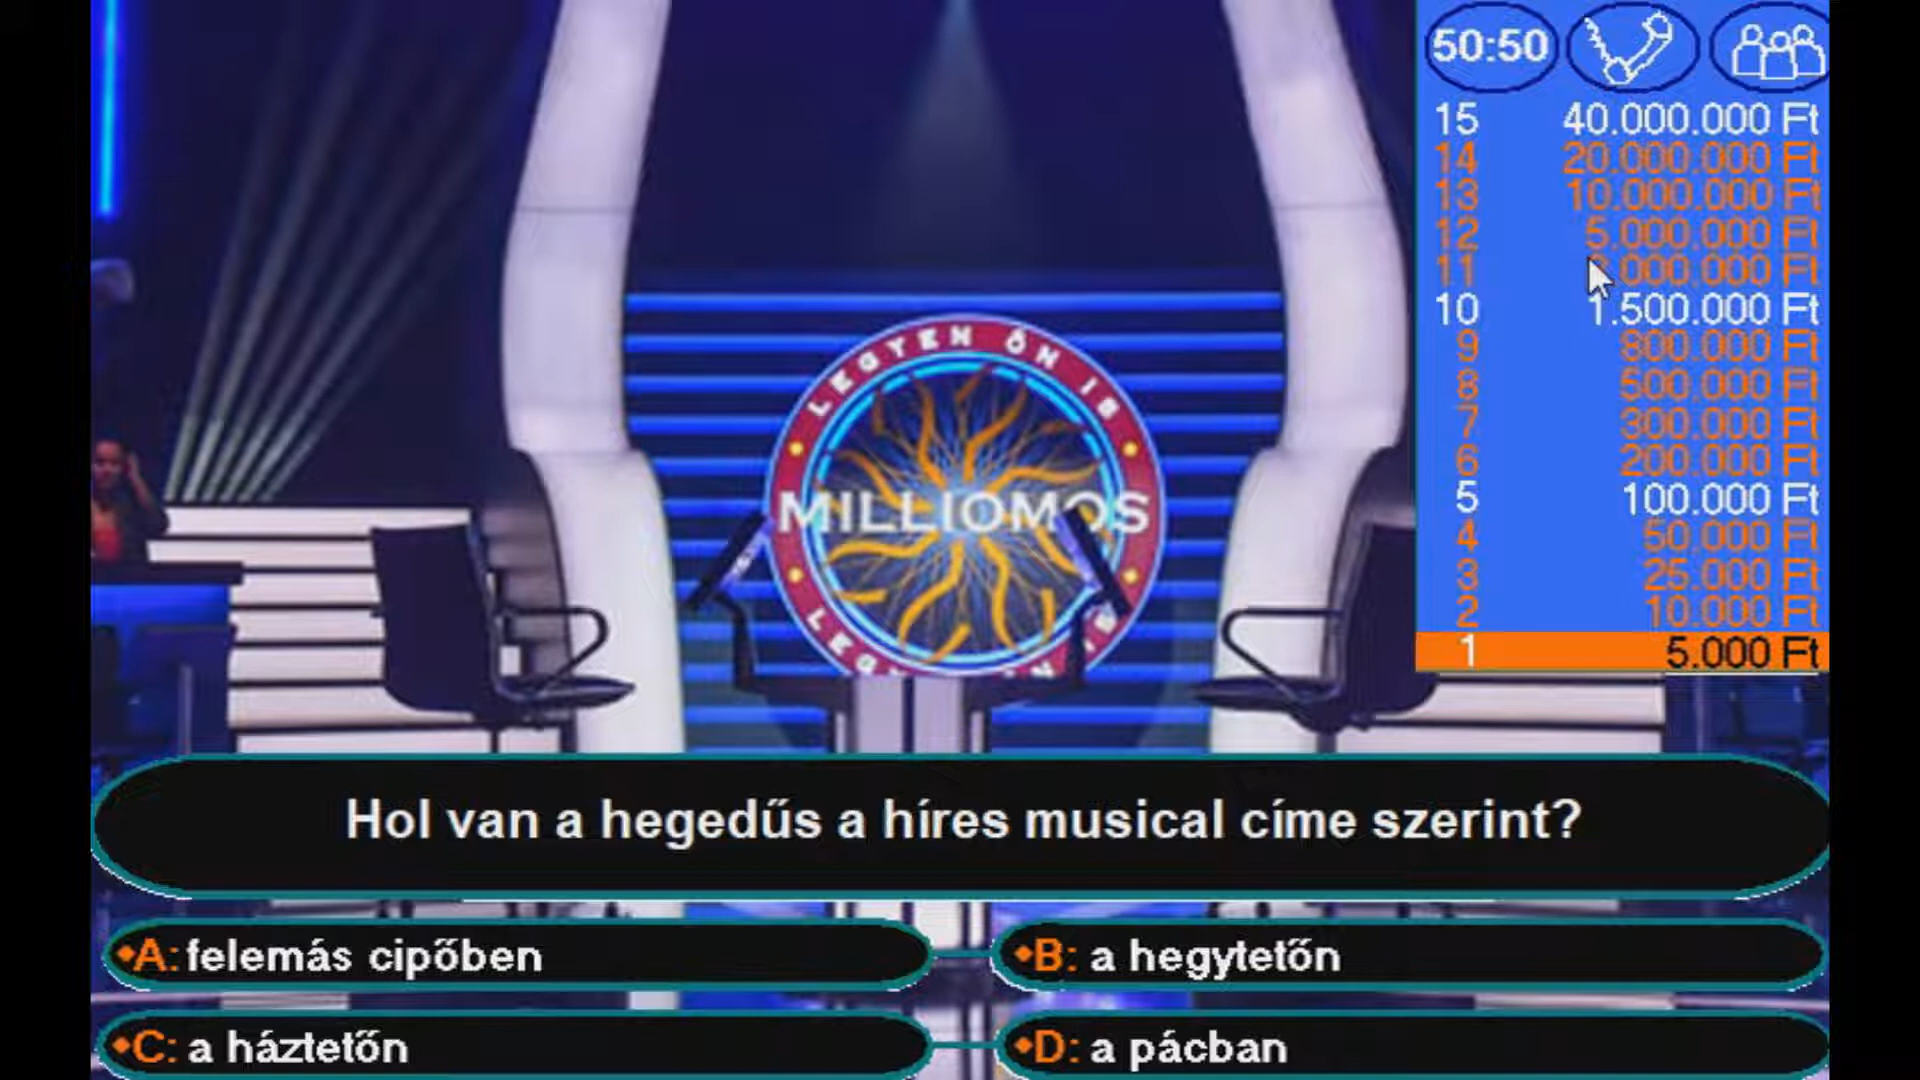 50:50
15 40.000.000 Ft
14 20.000.000 Ft
13 10.000.000 Ft
12 5.000.000 Ft
11 .000.000 Ft
10 1.500.000 Ft
9 800.000 Ft
8 500.000 Ft
7 300.000 Ft
6 200.000 Ft
5 100.000 Ft
4 50.000 Ft
3 25.000 Ft
2 10.000 Ft
1 5.000 Ft
LEGYEN ÖN IS
MILLIOMOS
Hol van a hegedűs a híres musical címe szerint?
A: felemás cipőben
B: a hegytetőn
C: a háztetőn
D: a pácban